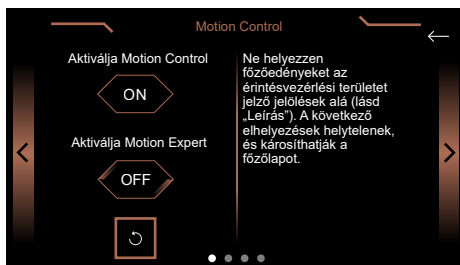 Motion Control
Aktiválja Motion Control
ON
Aktiválja Motion Expert
OFF
Ne helyezzen
főzőedényeket az
érintésvezérlési területet
jelző jelölések alá (lásd
„Leírás”). A következő
elhelyezések helytelenek,
és károsíthatják a
főzőlapot.